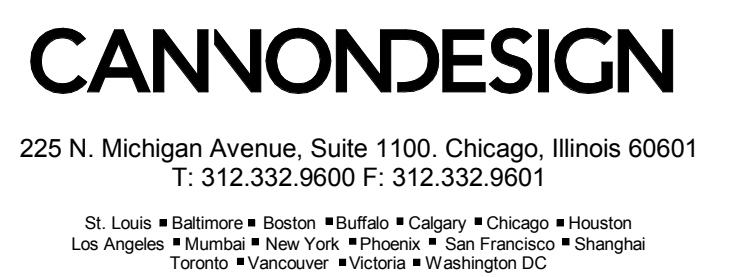 CANNONDESIGN
225 N. Michigan Avenue, Suite 1100. Chicago, Illinois 60601
T: 312.332.9600 F: 312.332.9601
St. Louis ■ Baltimore ■ Boston ■ Buffalo ■ Calgary ■ Chicago ■ Houston
Los Angeles ■ Mumbai ■ New York ■ Phoenix ■ San Francisco ■ Shanghai
Toronto ■ Vancouver ■ Victoria ■ Washington DC